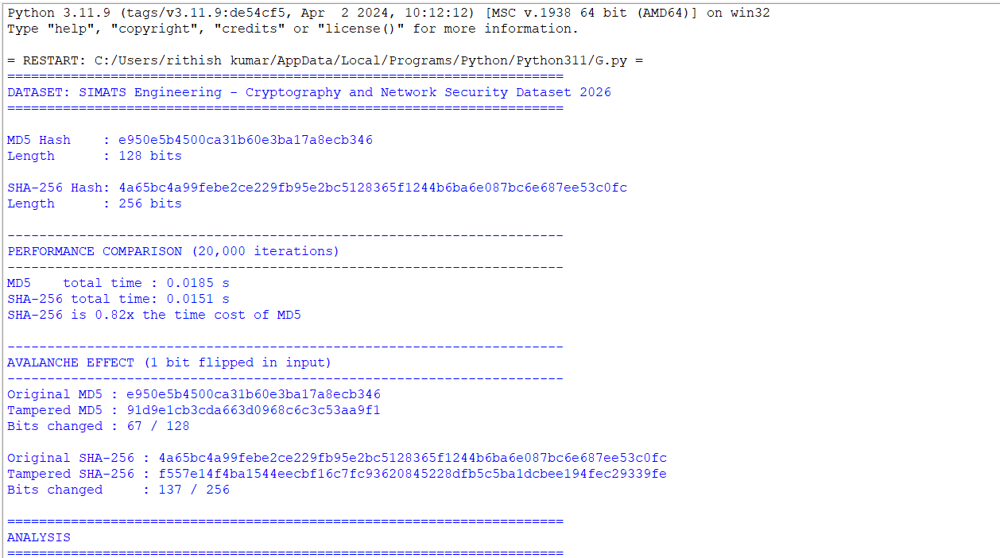 Python 3.11.9 (tags/v3.11.9:de54cf5, Apr  2 2024, 10:12:12) [MSC v.1938 64 bit (AMD64)] on win32
Type "help", "copyright", "credits" or "license()" for more information.
= RESTART: C:/Users/rithish kumar/AppData/Local/Programs/Python/Python311/G.py =
======================================================================
DATASET: SIMATS Engineering - Cryptography and Network Security Dataset 2026
======================================================================
MD5 Hash    : e950e5b4500ca31b60e3ba17a8ecb346
Length      : 128 bits
SHA-256 Hash: 4a65bc4a99febe2ce229fb95e2bc5128365f1244b6ba6e087bc6e687ee53c0fc
Length      : 256 bits
----------------------------------------------------------------------
PERFORMANCE COMPARISON (20,000 iterations)
----------------------------------------------------------------------
MD5    total time : 0.0185 s
SHA-256 total time: 0.0151 s
SHA-256 is 0.82x the time cost of MD5
----------------------------------------------------------------------
AVALANCHE EFFECT (1 bit flipped in input)
----------------------------------------------------------------------
Original MD5 : e950e5b4500ca31b60e3ba17a8ecb346
Tampered MD5 : 91d9e1cb3cda663d0968c6c3c53aa9f1
Bits changed : 67 / 128
Original SHA-256 : 4a65bc4a99febe2ce229fb95e2bc5128365f1244b6ba6e087bc6e687ee53c0fc
Tampered SHA-256 : f557e14f4ba1544eecbf16c7fc93620845228dfb5c5ba1dcbee194fec29339fe
Bits changed     : 137 / 256
======================================================================
ANALYSIS
======================================================================